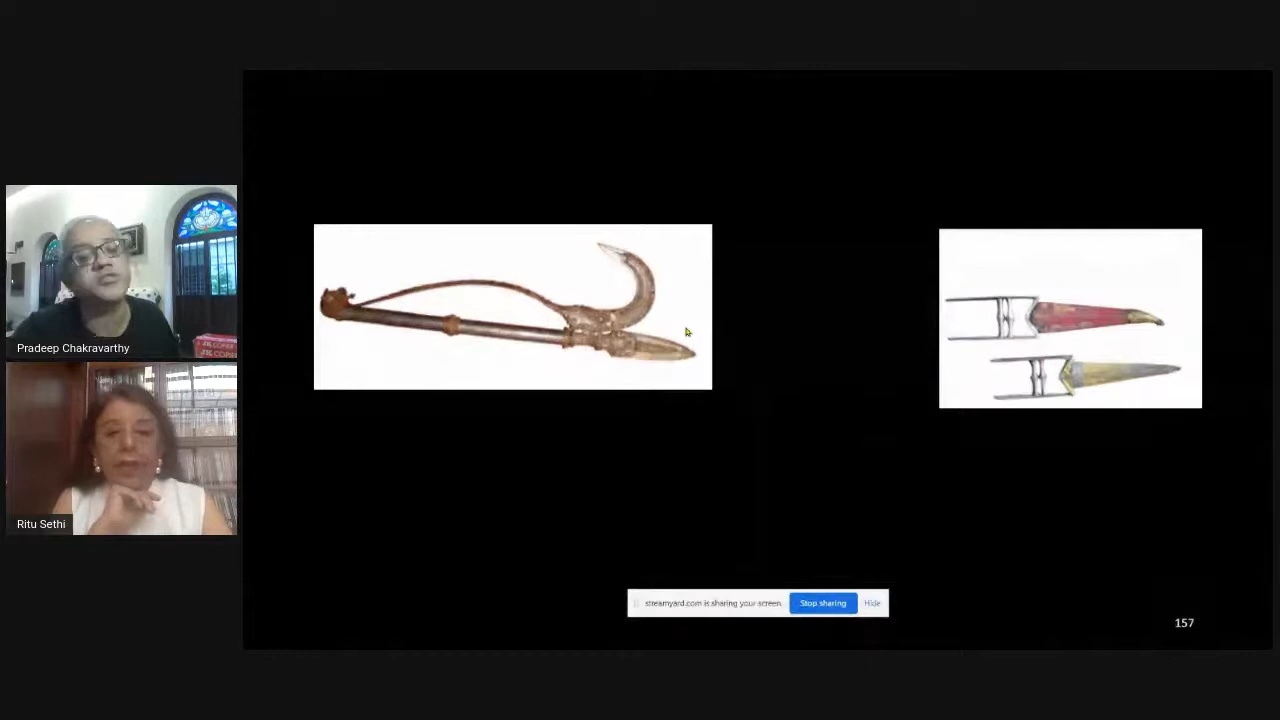 Pradeep Chakravarthy
Ritu Sethi
streamyard.com is sharing your screen.
Stop sharing
Hide
157